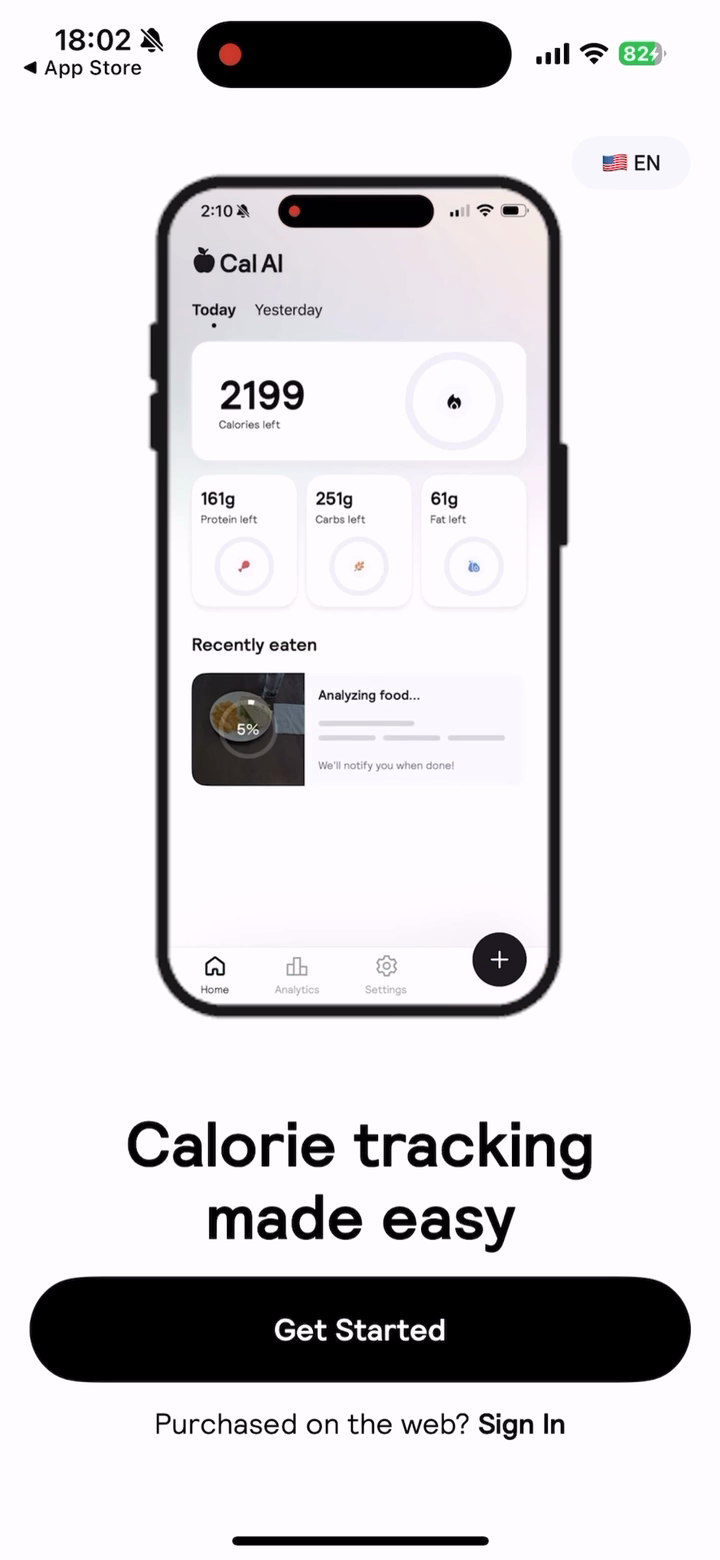 18:02
82
◀ App Store
🇺🇸 EN
2:10
Cal AI
Today Yesterday
2199
Calories left
161g 251g 61g
Protein left Carbs left Fat left
Recently eaten
5%
Analyzing food...
We'll notify you when done!
Home Analytics Settings
+
Calorie tracking
made easy
Get Started
Purchased on the web? Sign In